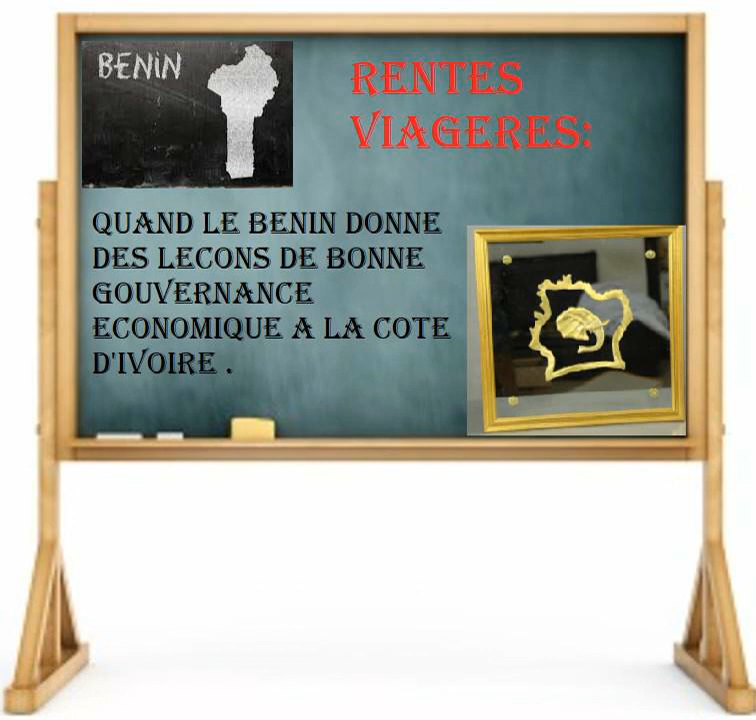 BENIN
RENTES
VIAGERES:
QUAND LE BENIN DONNE
DES LECONS DE BONNE
GOUVERNANCE
ECONOMIQUE A LA COTE
D'IVOIRE .